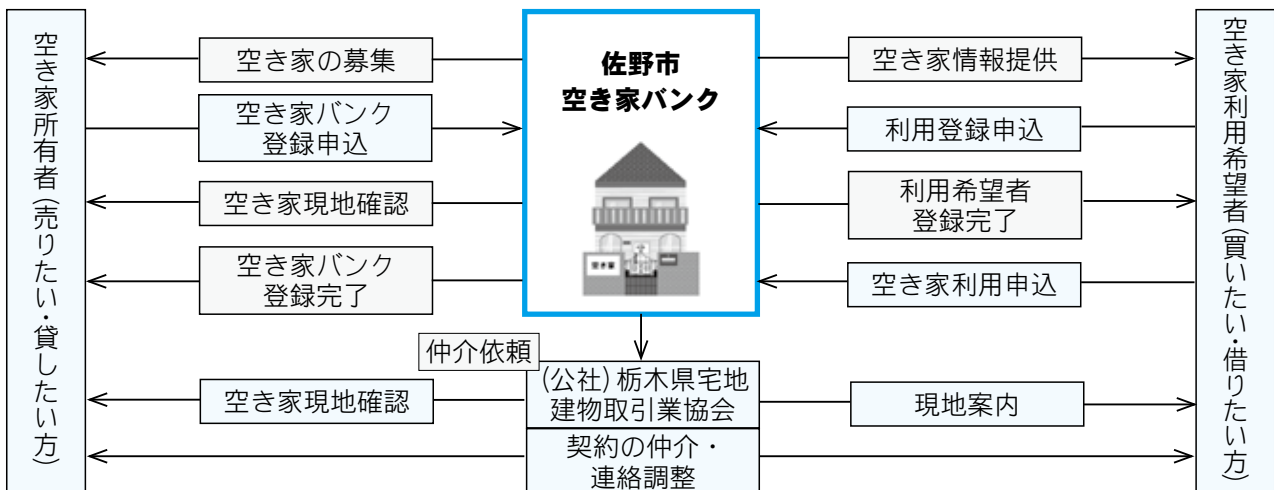 空き家所有者(売りたい・貸したい方)
空き家の募集
空き家バンク
登録申込
空き家現地確認
空き家バンク
登録完了
空き家現地確認
佐野市
空き家バンク
空き家
仲介依頼
(公社)栃木県宅地
建物取引業協会
契約の仲介・
連絡調整
空き家情報提供
利用登録申込
利用希望者
登録完了
空き家利用申込
現地案内
空き家利用希望者(買いたい・借りたい方)